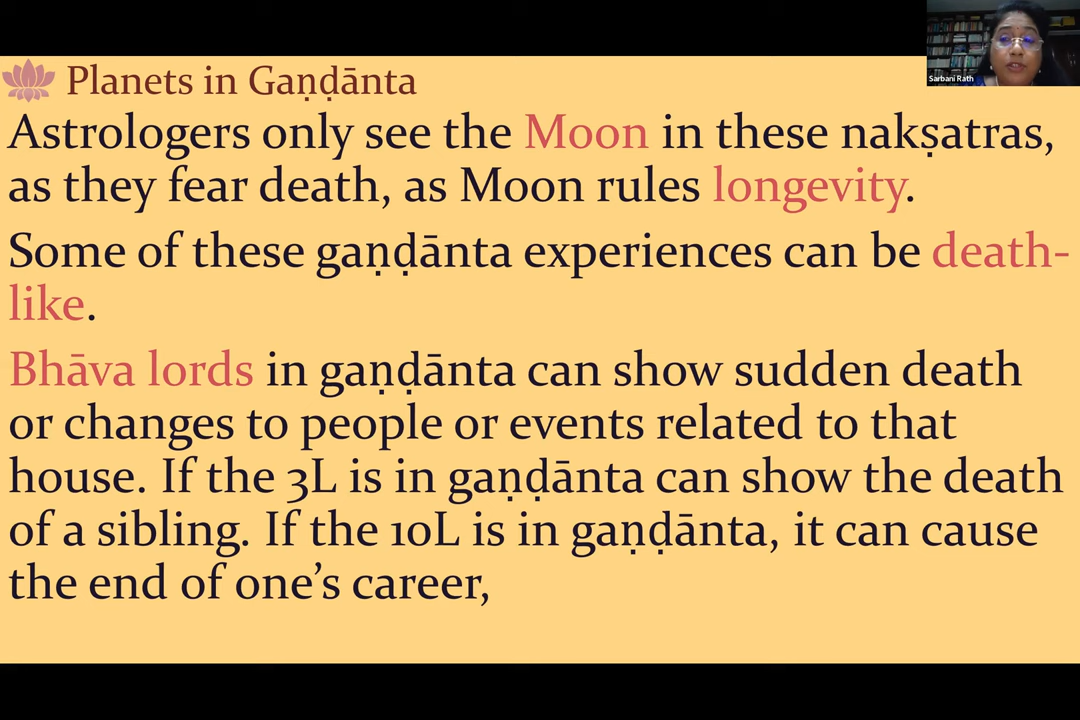 Sarbani Rath
Planets in Gaṇḍānta
Astrologers only see the Moon in these nakṣatras,
as they fear death, as Moon rules longevity.
Some of these gaṇḍānta experiences can be death-
like.
Bhāva lords in gaṇḍānta can show sudden death
or changes to people or events related to that
house. If the 3L is in gaṇḍānta can show the death
of a sibling. If the 10L is in gaṇḍānta, it can cause
the end of one’s career,